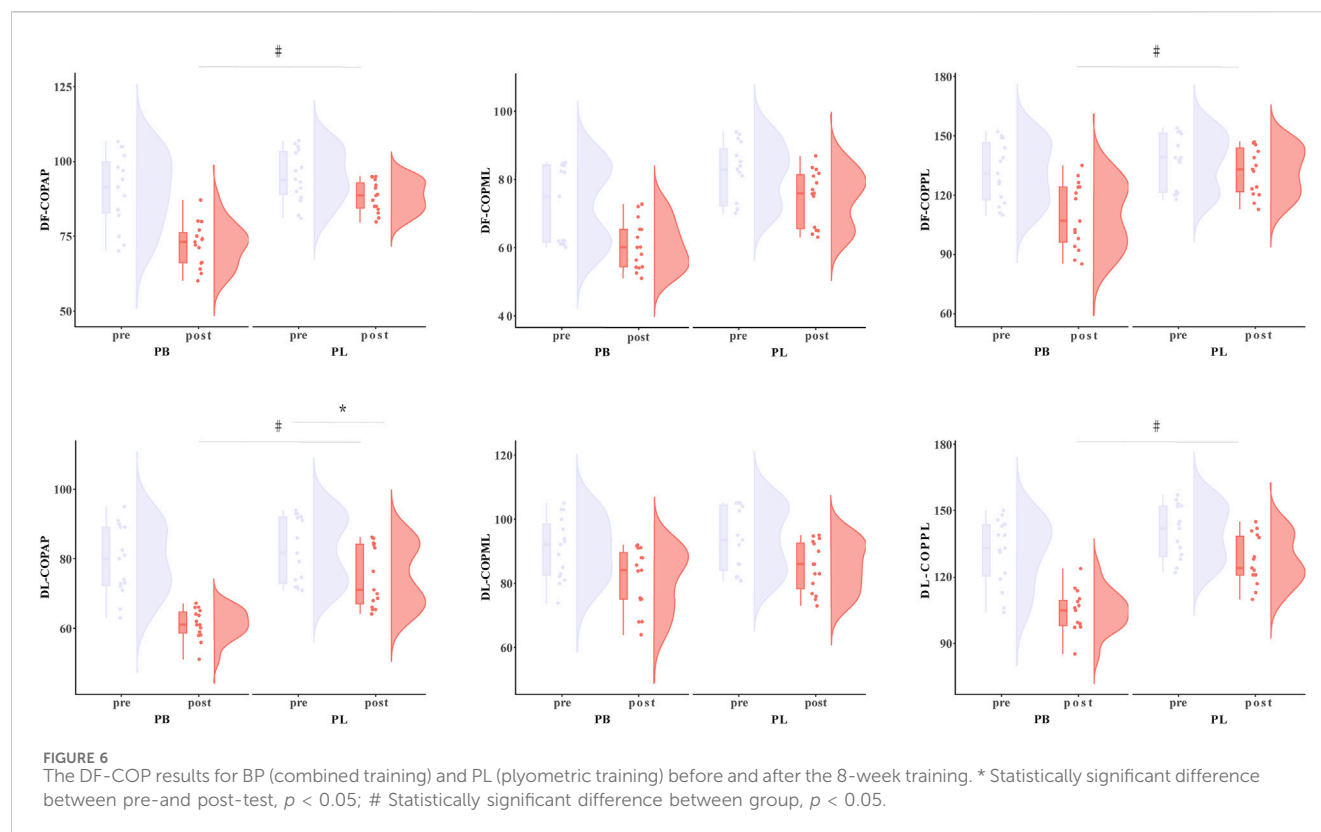 #
125
100
75
50
DF-COPAP
pre post pre post
PB PL
100
80
60
40
DF-COPML
pre post pre post
PB PL
#
180
150
120
90
60
DF-COPPL
pre post pre post
PB PL
*
#
100
80
60
DL-COPAP
pre post pre post
PB PL
120
100
80
60
DL-COPML
pre post pre post
PB PL
#
180
150
120
90
DL-COPPL
pre post pre post
PB PL
FIGURE 6
The DF-COP results for BP (combined training) and PL (plyometric training) before and after the 8-week training. * Statistically significant difference
between pre-and post-test, p < 0.05; # Statistically significant difference between group, p < 0.05.